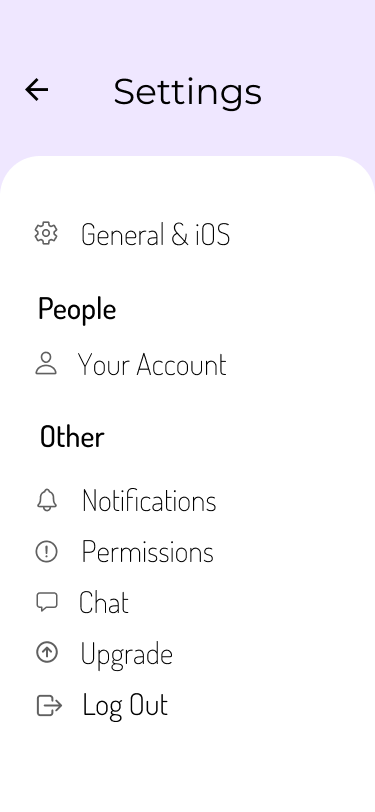 Settings
General & iOS
People
Your Account
Other
Notifications
Permissions
Chat
Upgrade
Log Out